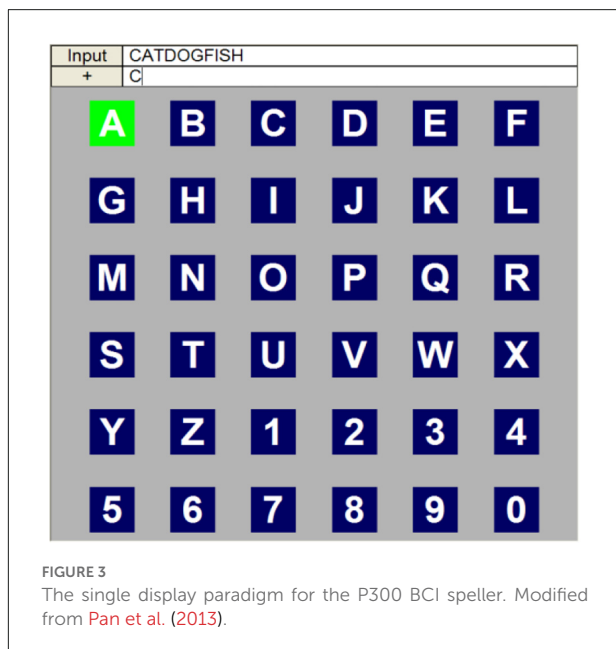 Input CATDOGFISH
+ C
A B C D E F
G H I J K L
M N O P Q R
S T U V W X
Y Z 1 2 3 4
5 6 7 8 9 0
FIGURE 3
The single display paradigm for the P300 BCI speller. Modified
from Pan et al. (2013).